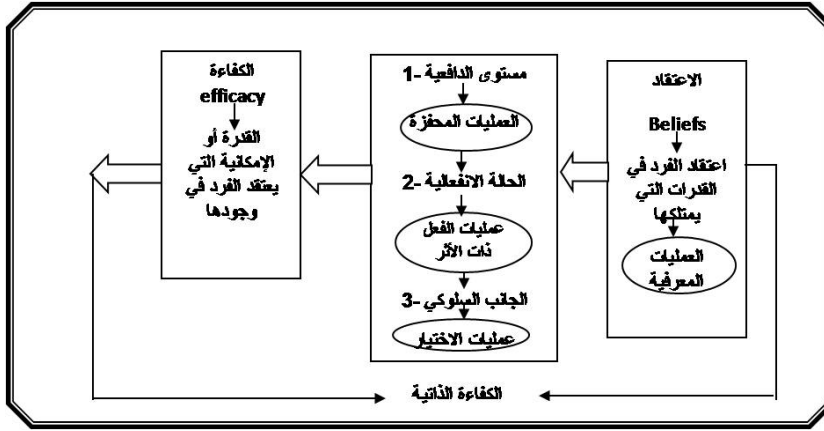 الاعتقاد
Beliefs
اعتقاد الفرد في
القدرات التي
يمتلكها
العمليات
المعرفية
1- مستوى الدافعية
العمليات المحفزة
2- الحالة الانفعالية
عمليات الفعل
ذات الأثر
3- الجانب السلوكي
عمليات الاختيار
الكفاءة
efficacy
القدرة أو
الإمكانية التي
يعتقد الفرد في
وجودها
الكفاءة الذاتية